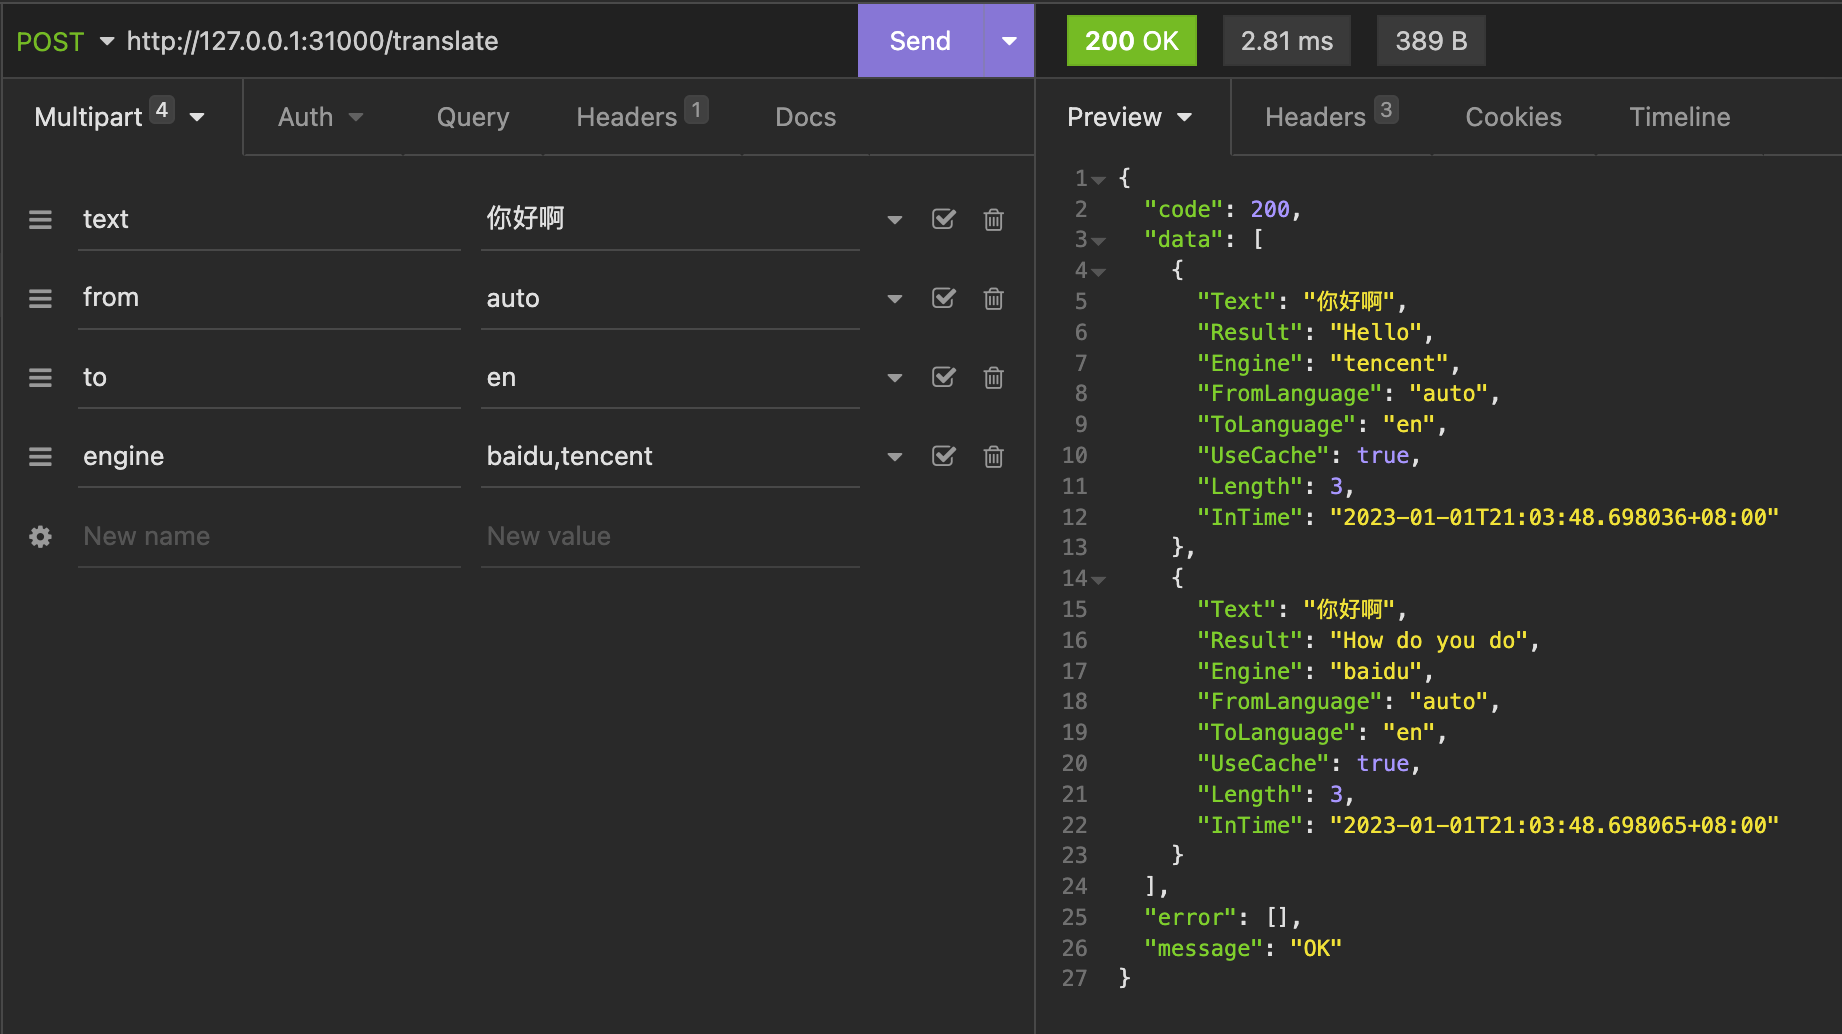 POST http://127.0.0.1:31000/translate Send
200 OK 2.81 ms 389 B
Multipart 4 Auth Query Headers 1 Docs
text 你好啊
from auto
to en
engine baidu,tencent
New name New value
Preview Headers 3 Cookies Timeline
1 {
2 "code": 200,
3 "data": [
4 {
5 "Text": "你好啊",
6 "Result": "Hello",
7 "Engine": "tencent",
8 "FromLanguage": "auto",
9 "ToLanguage": "en",
10 "UseCache": true,
11 "Length": 3,
12 "InTime": "2023-01-01T21:03:48.698036+08:00"
13 },
14 {
15 "Text": "你好啊",
16 "Result": "How do you do",
17 "Engine": "baidu",
18 "FromLanguage": "auto",
19 "ToLanguage": "en",
20 "UseCache": true,
21 "Length": 3,
22 "InTime": "2023-01-01T21:03:48.698065+08:00"
23 }
24 ],
25 "error": [],
26 "message": "OK"
27 }